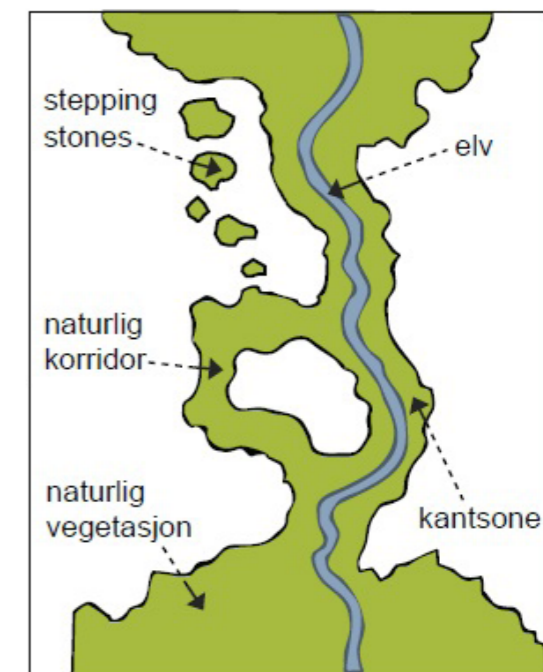 stepping
stones
elv
naturlig
korridor
naturlig
vegetasjon
kantsone